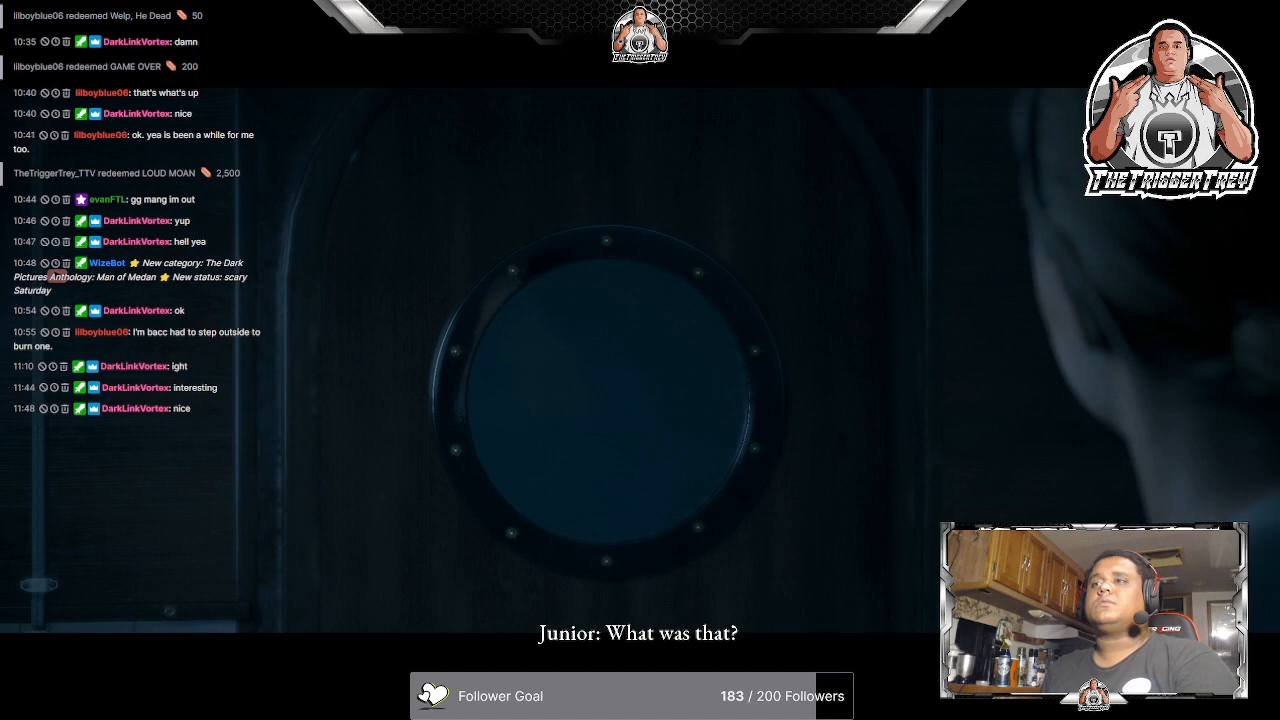 lilboyblue06 redeemed Welp, He Dead 50
10:35 DarkLinkVortex: damn
lilboyblue06 redeemed GAME OVER 200
10:40 lilboyblue06: that's what's up
10:40 DarkLinkVortex: nice
10:41 lilboyblue06: ok. yea is been a while for me
too.
TheTriggerTrey_TTV redeemed LOUD MOAN 2,500
10:44 evanFTL: gg mang im out
10:46 DarkLinkVortex: yup
10:47 DarkLinkVortex: hell yea
10:48 WizeBot New category: The Dark
Pictures Anthology: Man of Medan New status: scary
Saturday
10:54 DarkLinkVortex: ok
10:55 lilboyblue06: I'm bacc had to step outside to
burn one.
11:10 DarkLinkVortex: ight
11:44 DarkLinkVortex: interesting
11:48 DarkLinkVortex: nice
THETRIGGERTREY
T
THETRIGGERTREY
Junior: What was that?
Follower Goal 183 / 200 Followers